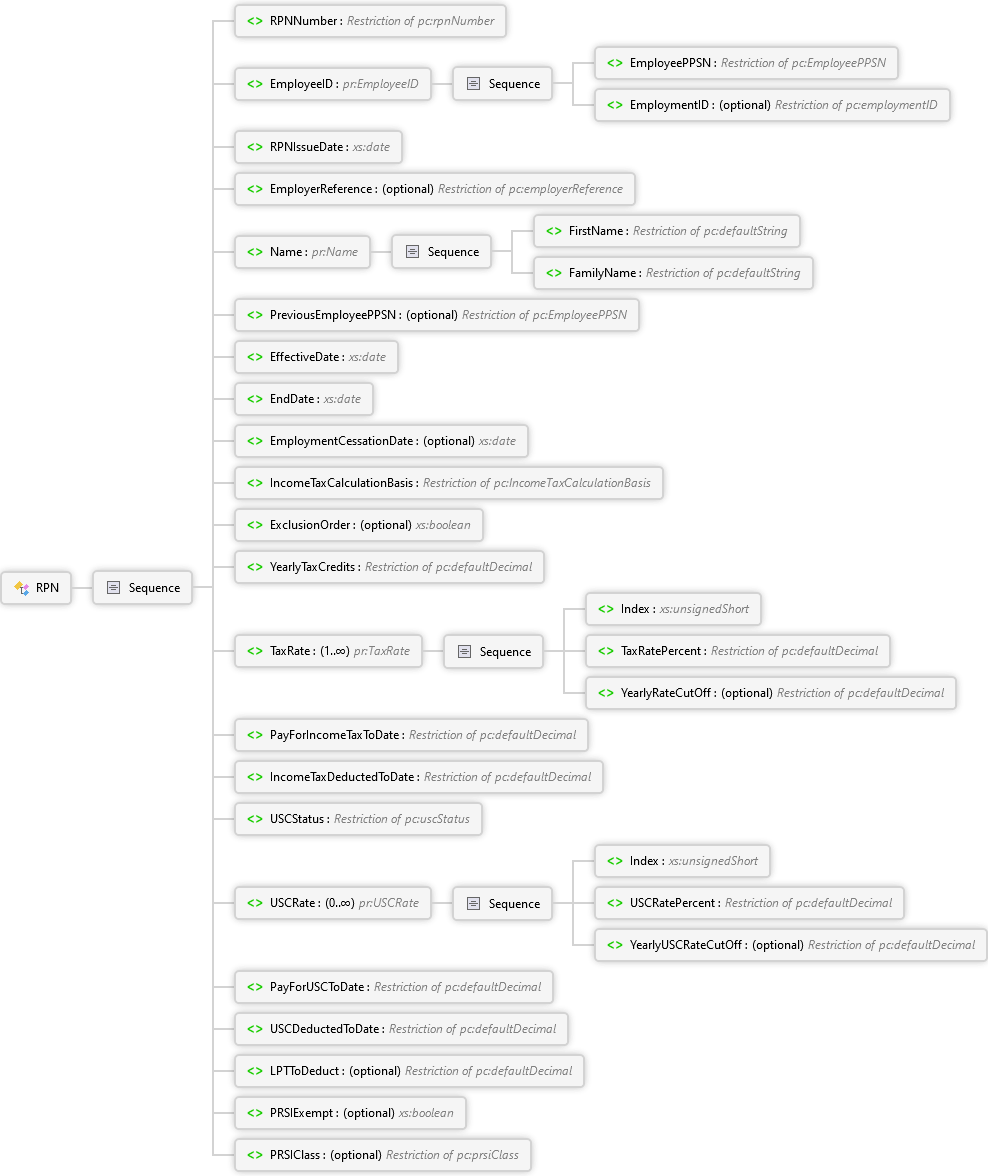 RPNNumber : Restriction of pc:rpnNumber
EmployeeID : pr:EmployeeID
Sequence
EmployeePPSN : Restriction of pc:EmployeePPSN
EmploymentID : (optional) Restriction of pc:employmentID
RPNIssueDate : xs:date
EmployerReference : (optional) Restriction of pc:employerReference
Name : pr:Name
Sequence
FirstName : Restriction of pc:defaultString
FamilyName : Restriction of pc:defaultString
PreviousEmployeePPSN : (optional) Restriction of pc:EmployeePPSN
EffectiveDate : xs:date
EndDate : xs:date
EmploymentCessationDate : (optional) xs:date
IncomeTaxCalculationBasis : Restriction of pc:IncomeTaxCalculationBasis
ExclusionOrder : (optional) xs:boolean
YearlyTaxCredits : Restriction of pc:defaultDecimal
RPN
Sequence
TaxRate : (1..∞) pr:TaxRate
Sequence
Index : xs:unsignedShort
TaxRatePercent : Restriction of pc:defaultDecimal
YearlyRateCutOff : (optional) Restriction of pc:defaultDecimal
PayForIncomeTaxToDate : Restriction of pc:defaultDecimal
IncomeTaxDeductedToDate : Restriction of pc:defaultDecimal
USCStatus : Restriction of pc:uscStatus
USCRate : (0..∞) pr:USCRate
Sequence
Index : xs:unsignedShort
USCRatePercent : Restriction of pc:defaultDecimal
YearlyUSCRateCutOff : (optional) Restriction of pc:defaultDecimal
PayForUSCToDate : Restriction of pc:defaultDecimal
USCDeductedToDate : Restriction of pc:defaultDecimal
LPTToDeduct : (optional) Restriction of pc:defaultDecimal
PRSIExempt : (optional) xs:boolean
PRSIClass : (optional) Restriction of pc:prsiClass